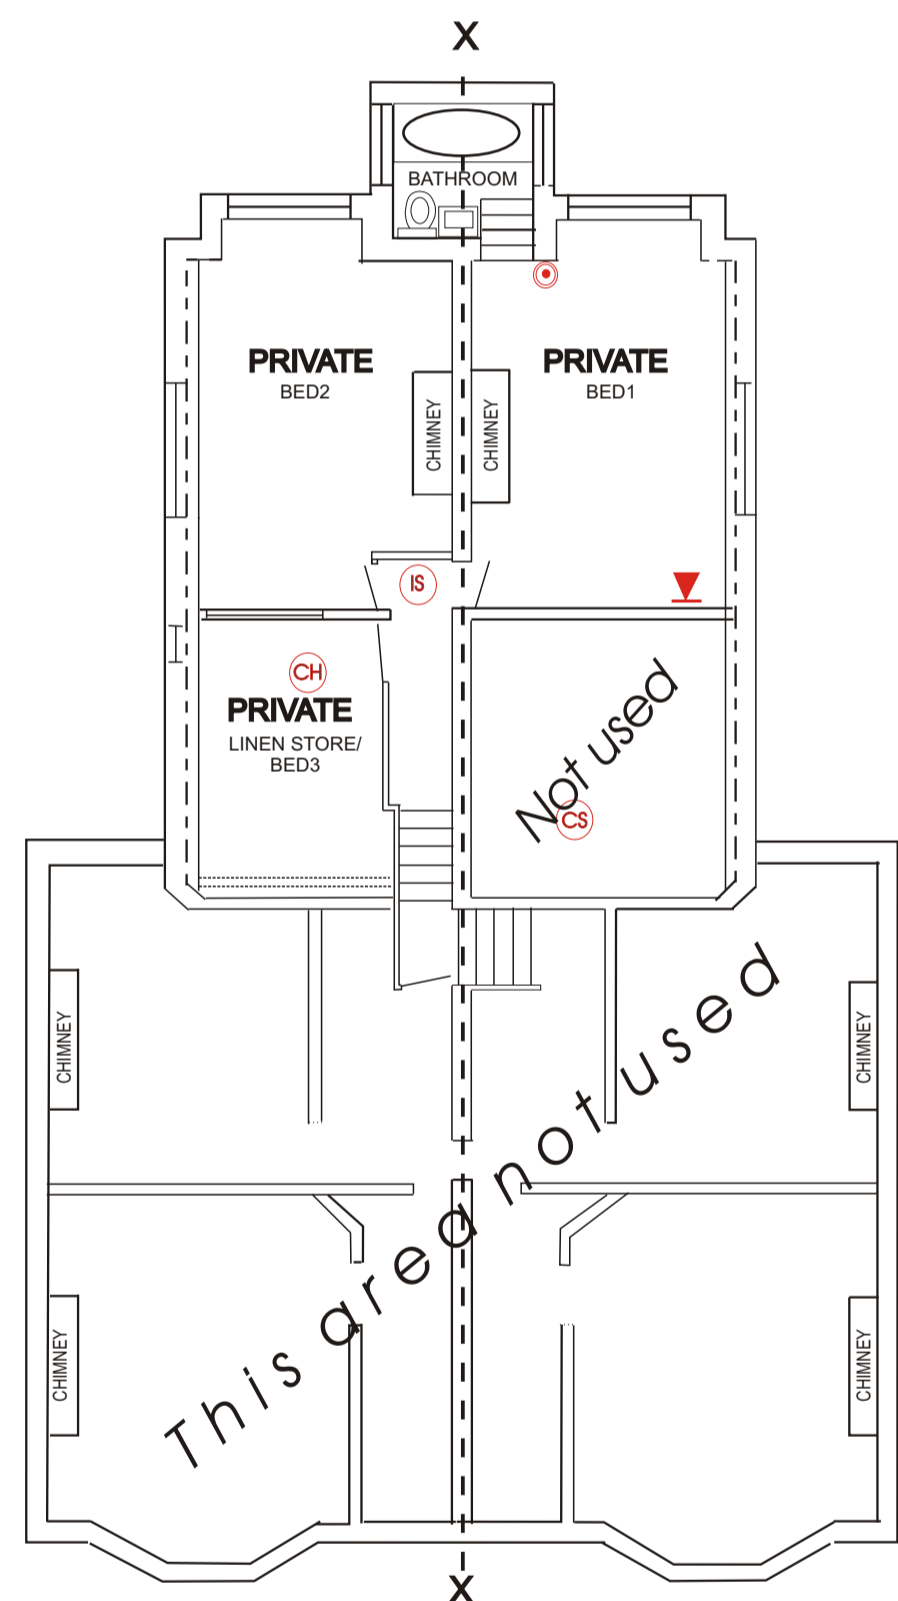 X
BATHROOM
PRIVATE
BED2
PRIVATE
BED1
CHIMNEY
CHIMNEY
IS
CH
PRIVATE
LINEN STORE/
BED3
Not used
CS
CHIMNEY
CHIMNEY
This area not used
CHIMNEY
CHIMNEY
X